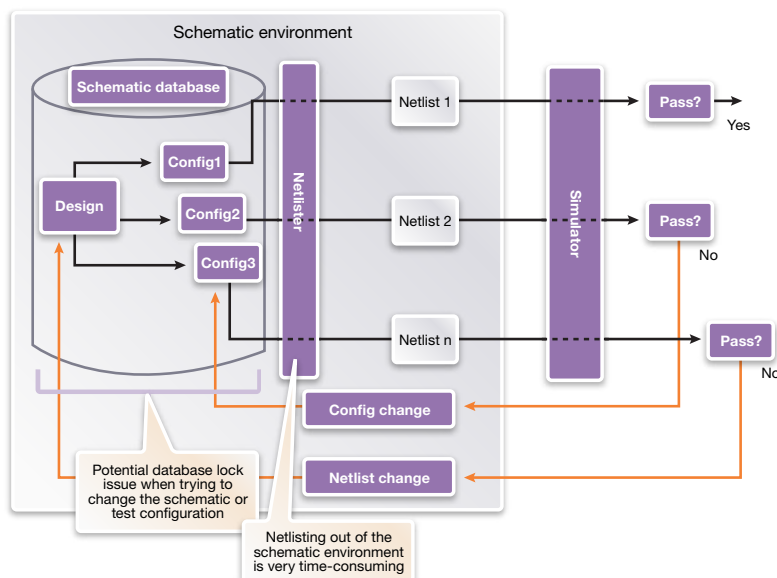 Schematic environment
Schematic database
Netlist 1
Pass?
Yes
Config1
Design
Config2
Config3
Netlister
Netlist 2
Simulator
Pass?
No
Netlist n
Pass?
No
Config change
Netlist change
Potential database lock
issue when trying to
change the schematic or
test configuration
Netlisting out of the
schematic environment
is very time-consuming